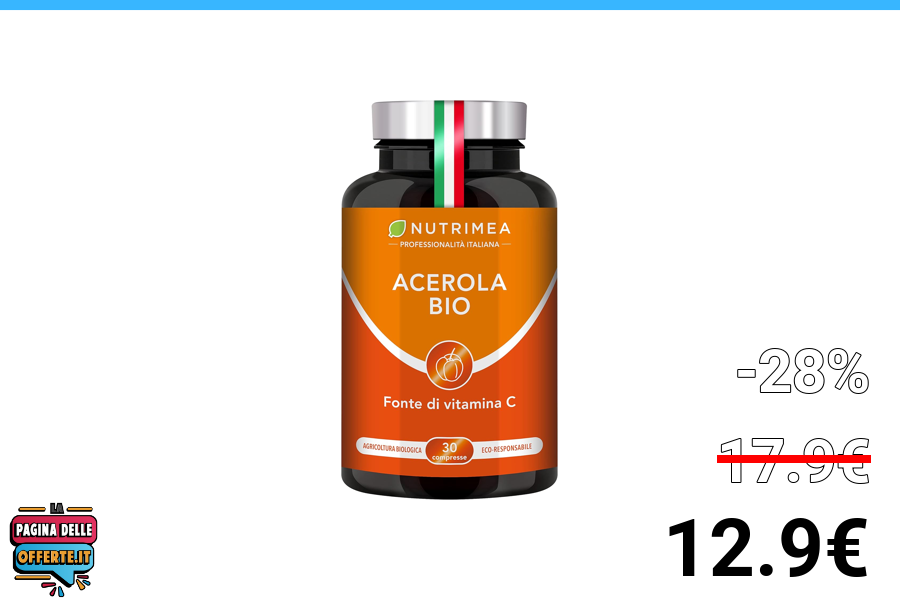 NUTRIMEA
PROFESSIONALITÀ ITALIANA
ACEROLA
BIO
Fonte di vitamina C
AGRICOLTURA BIOLOGICA
30
compresse
ECO-RESPONSABILE
-28%
17.9€
12.9€
LA
PAGINA DELLE
OFFERTE.IT